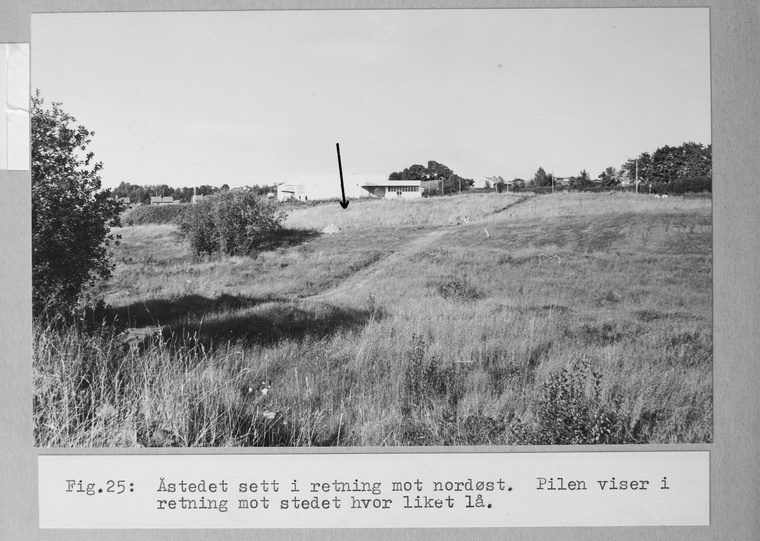 Fig.25: Åstedet sett i retning mot nordøst. Pilen viser i
retning mot stedet hvor liket lå.